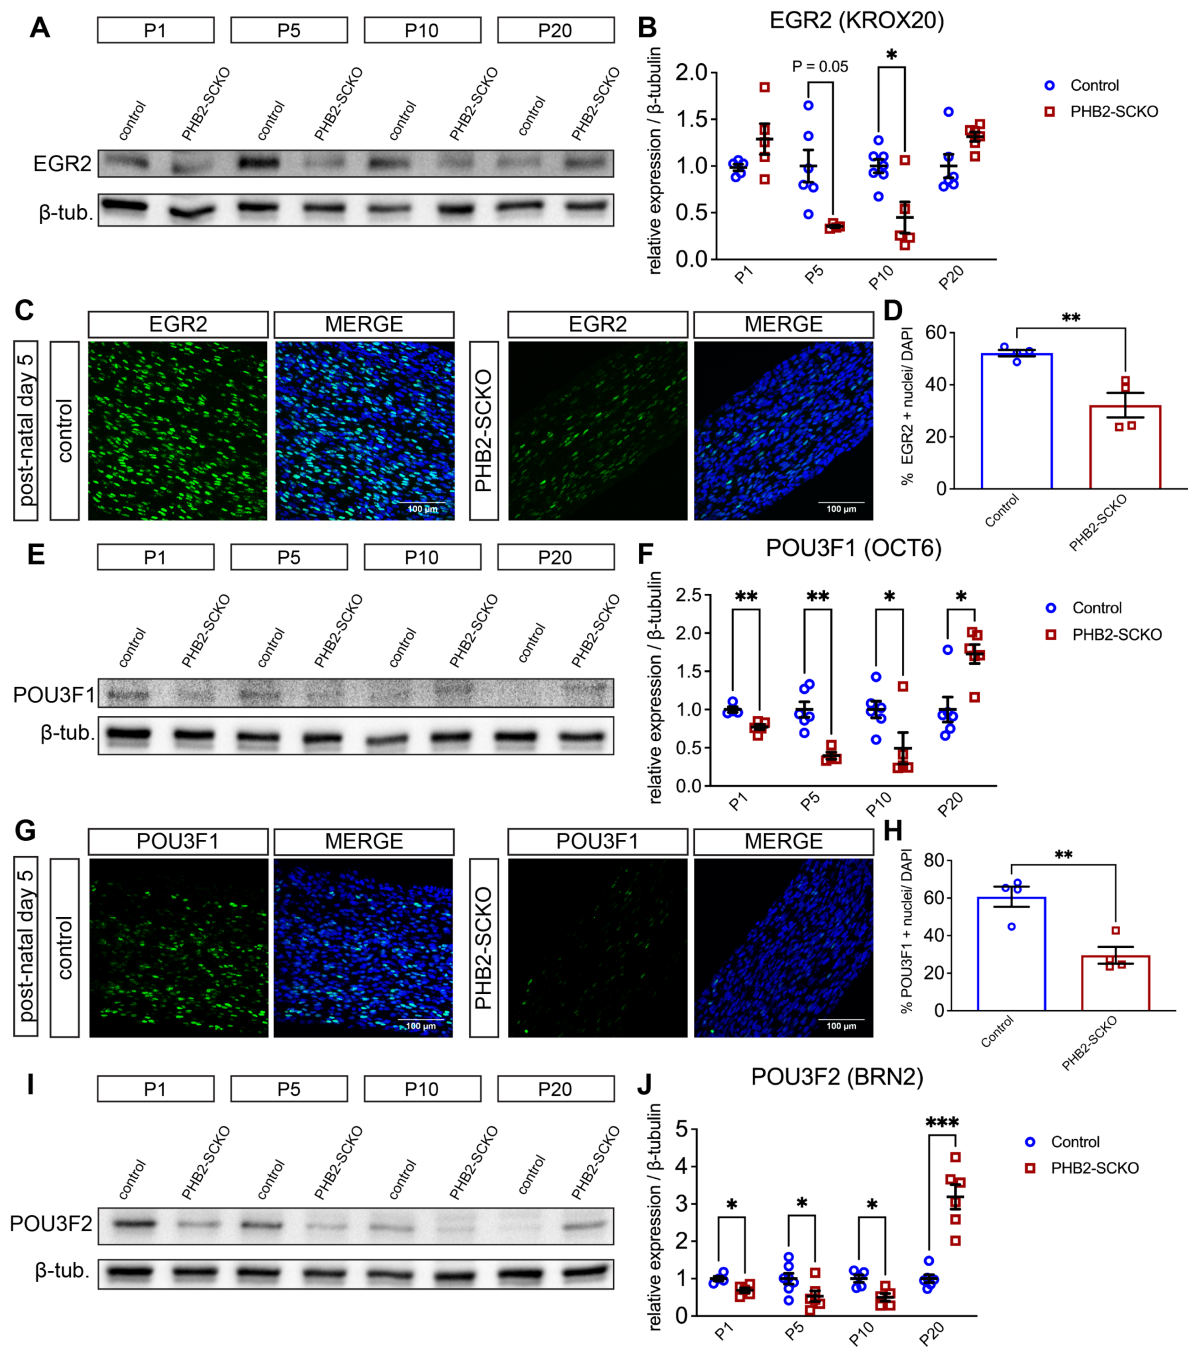 A
P1 P5 P10 P20
control PHB2-SCKO control PHB2-SCKO control PHB2-SCKO control PHB2-SCKO
EGR2
β-tub.
B
EGR2 (KROX20)
relative expression / β-tubulin
2.0
1.5
1.0
0.5
0.0
P = 0.05
*
P1 P5 P10 P20
Control
PHB2-SCKO
C
post-natal day 5
control
EGR2 MERGE
100 µm
PHB2-SCKO
EGR2 MERGE
100 µm
D
% EGR2 + nuclei/ DAPI
60
40
20
0
**
Control PHB2-SCKO
E
P1 P5 P10 P20
control PHB2-SCKO control PHB2-SCKO control PHB2-SCKO control PHB2-SCKO
POU3F1
β-tub.
F
POU3F1 (OCT6)
relative expression / β-tubulin
2.5
2.0
1.5
1.0
0.5
0.0
** ** * *
P1 P5 P10 P20
Control
PHB2-SCKO
G
post-natal day 5
control
POU3F1 MERGE
100 µm
PHB2-SCKO
POU3F1 MERGE
100 µm
H
% POU3F1 + nuclei/ DAPI
80
60
40
20
0
**
Control PHB2-SCKO
I
P1 P5 P10 P20
control PHB2-SCKO control PHB2-SCKO control PHB2-SCKO control PHB2-SCKO
POU3F2
β-tub.
J
POU3F2 (BRN2)
relative expression / β-tubulin
5
4
3
2
1
0
* * * ***
P1 P5 P10 P20
Control
PHB2-SCKO